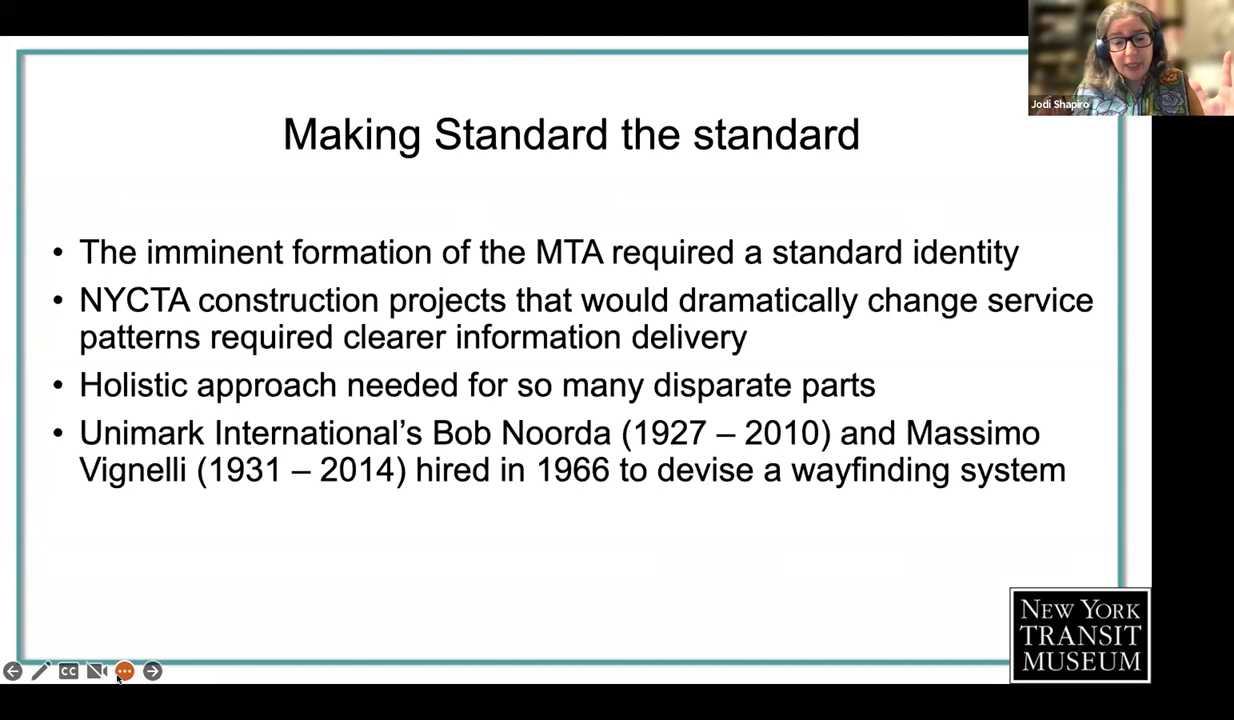 Jodi Shapiro
Making Standard the standard
• The imminent formation of the MTA required a standard identity
• NYCTA construction projects that would dramatically change service
patterns required clearer information delivery
• Holistic approach needed for so many disparate parts
• Unimark International’s Bob Noorda (1927 – 2010) and Massimo
Vignelli (1931 – 2014) hired in 1966 to devise a wayfinding system
NEW YORK
TRANSIT
MUSEUM
CC